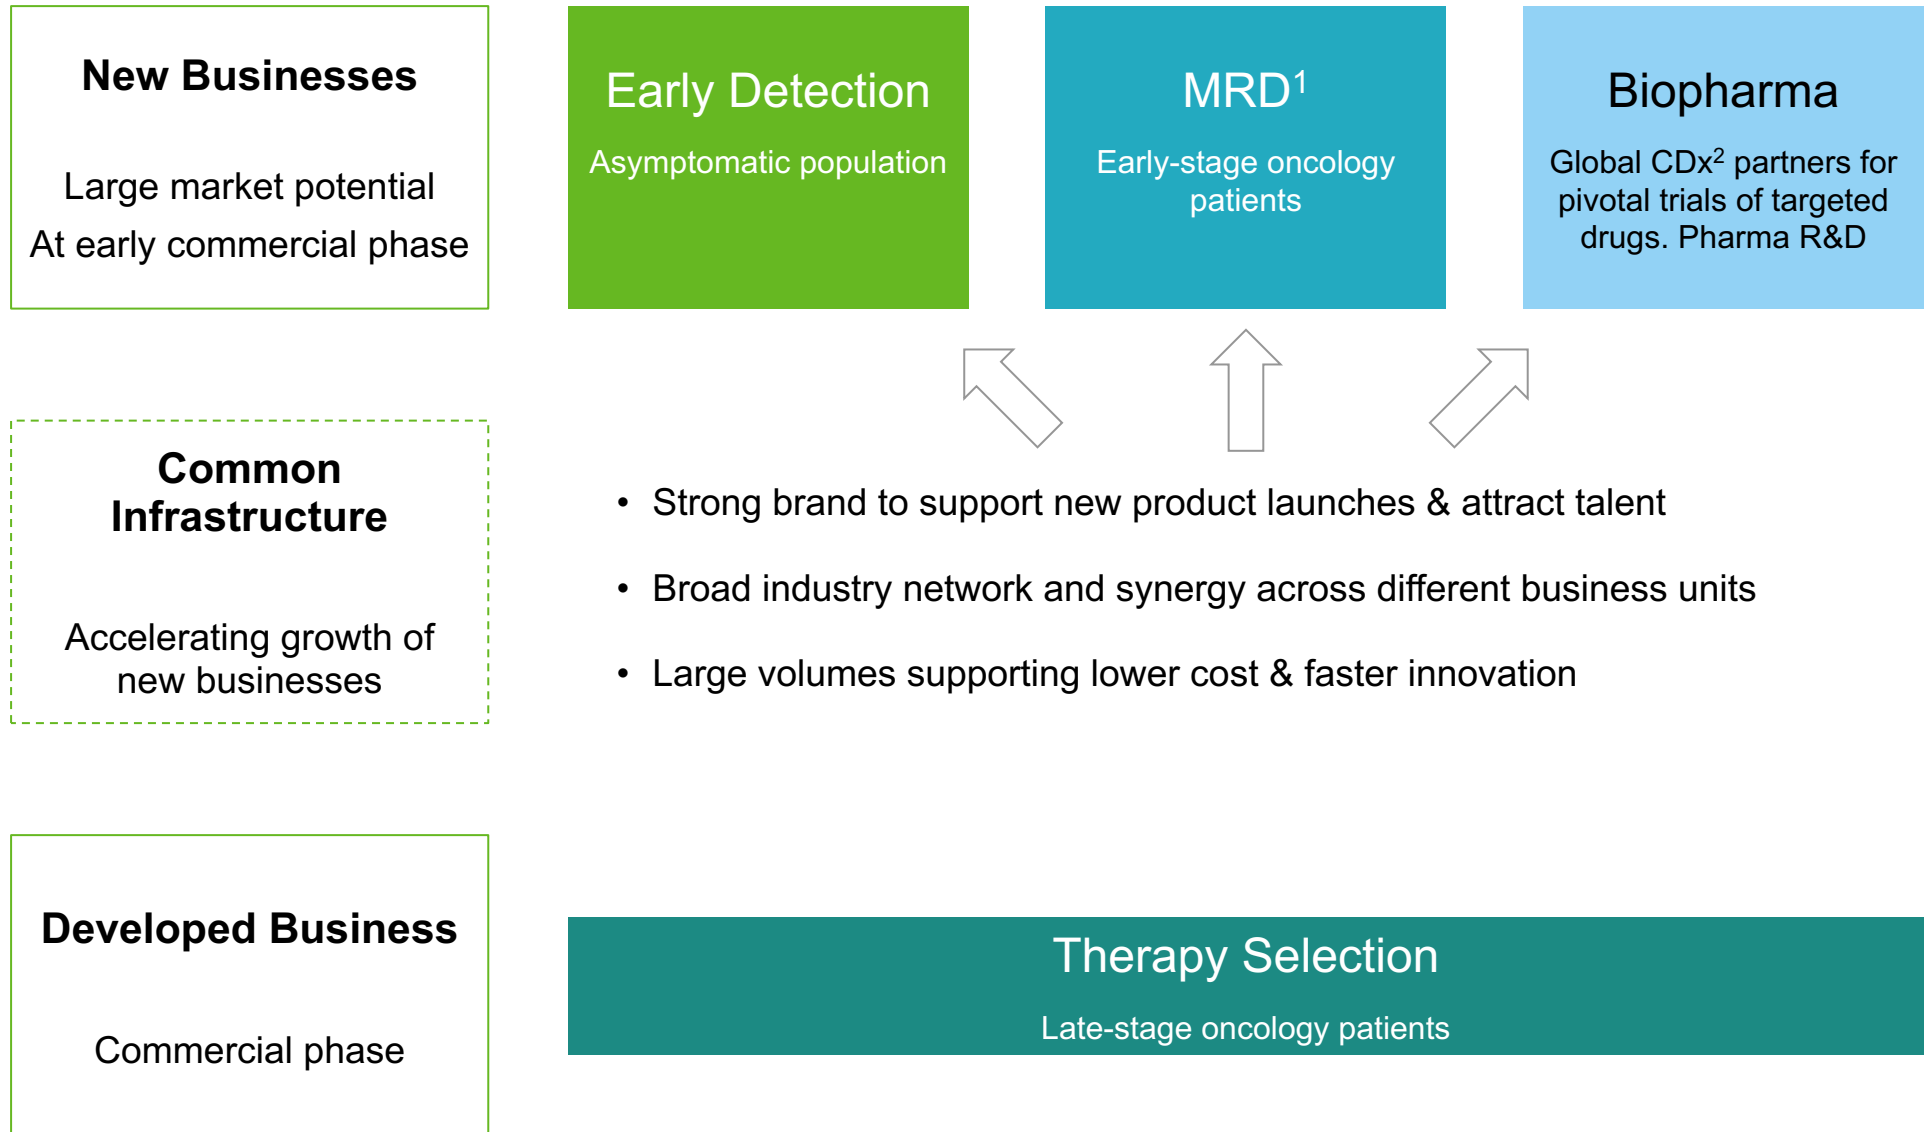 New Businesses
Large market potential
At early commercial phase
Early Detection
Asymptomatic population
MRD¹
Early-stage oncology
patients
Biopharma
Global CDx² partners for
pivotal trials of targeted
drugs. Pharma R&D
Common
Infrastructure
Accelerating growth of
new businesses
• Strong brand to support new product launches & attract talent
• Broad industry network and synergy across different business units
• Large volumes supporting lower cost & faster innovation
Developed Business
Commercial phase
Therapy Selection
Late-stage oncology patients